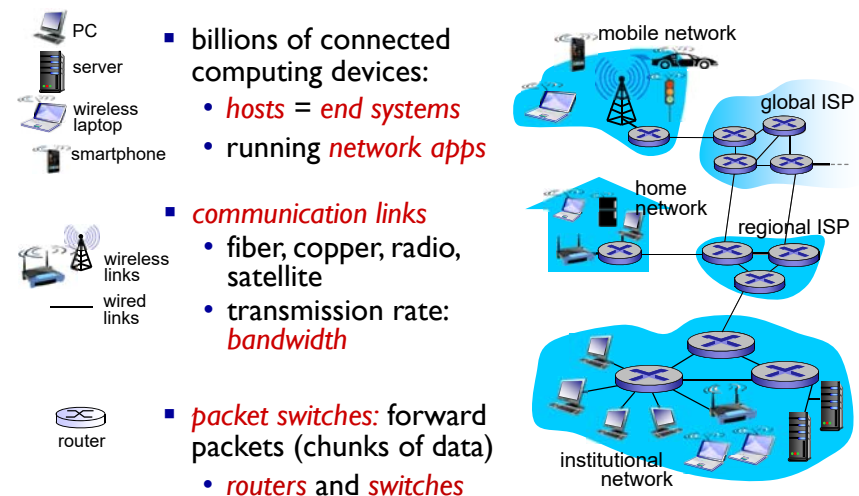 PC
server
wireless
laptop
smartphone
wireless
links
wired
links
router
billions of connected
computing devices:
hosts = end systems
running network apps
communication links
fiber, copper, radio,
satellite
transmission rate:
bandwidth
packet switches: forward
packets (chunks of data)
routers and switches
mobile network
global ISP
home
network
regional ISP
institutional
network